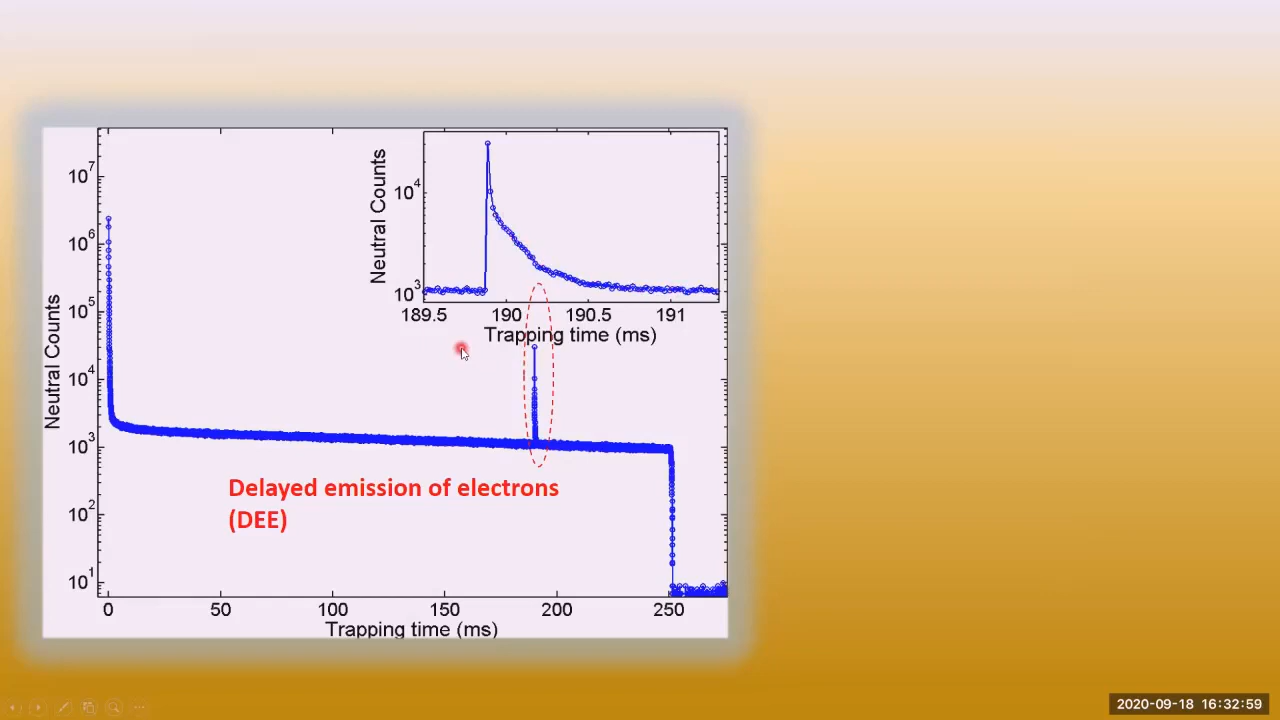 Neutral Counts
10^7
10^6
10^5
10^4
10^3
10^2
10^1
0 50 100 150 200 250
Trapping time (ms)
Neutral Counts
10^4
10^3
189.5 190 190.5 191
Trapping time (ms)
Delayed emission of electrons
(DEE)
2020-09-18 16:32:59